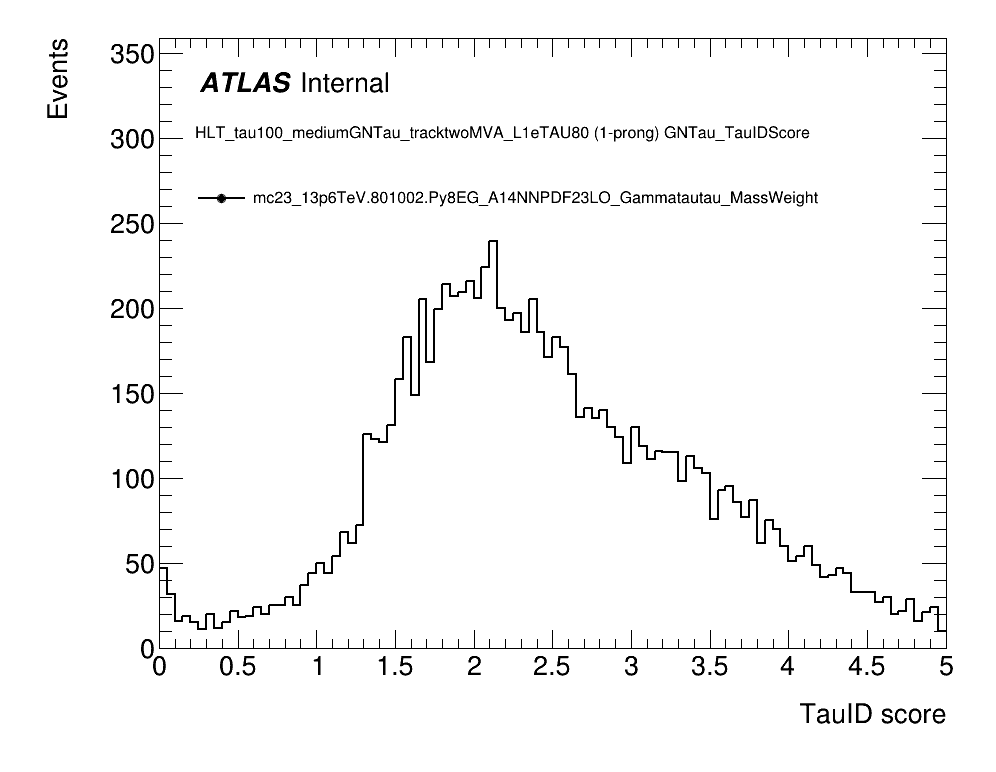 Events
350
300
250
200
150
100
50
0
ATLAS Internal
HLT_tau100_mediumGNTau_tracktwoMVA_L1eTAU80 (1-prong) GNTau_TauIDScore
mc23_13p6TeV.801002.Py8EG_A14NNPDF23LO_Gammatautau_MassWeight
0 0.5 1 1.5 2 2.5 3 3.5 4 4.5 5
TauID score